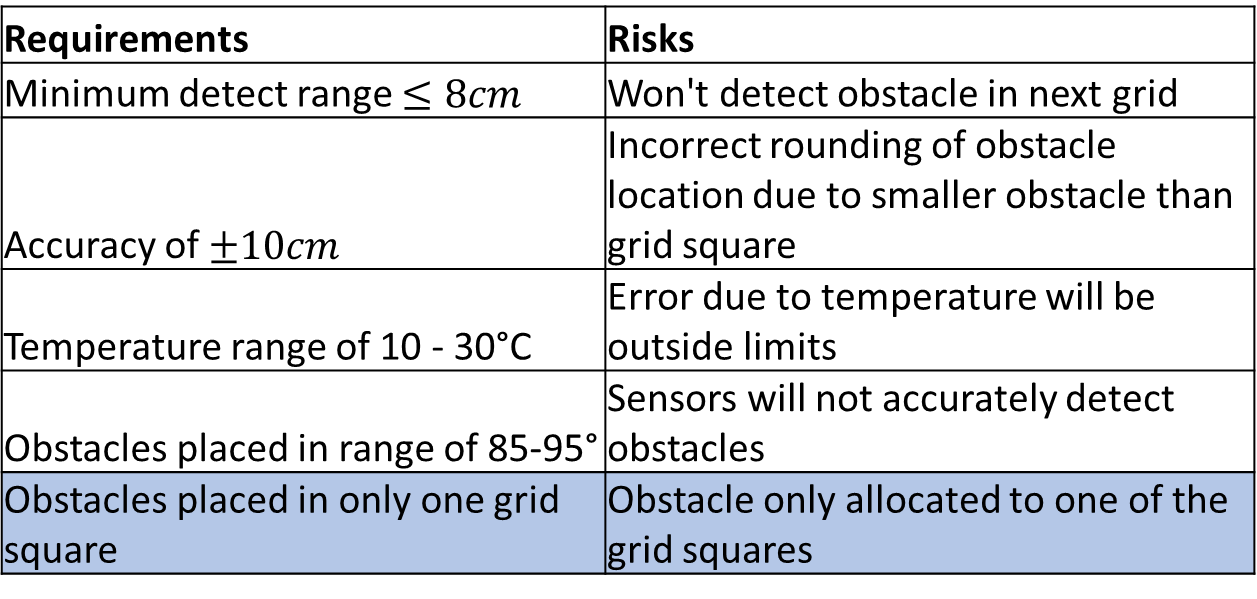 Requirements
Risks
Minimum detect range ≤ 8cm
Won't detect obstacle in next grid
Accuracy of ±10cm
Incorrect rounding of obstacle
location due to smaller obstacle than
grid square
Temperature range of 10 - 30°C
Error due to temperature will be
outside limits
Obstacles placed in range of 85-95°
Sensors will not accurately detect
obstacles
Obstacles placed in only one grid
square
Obstacle only allocated to one of the
grid squares